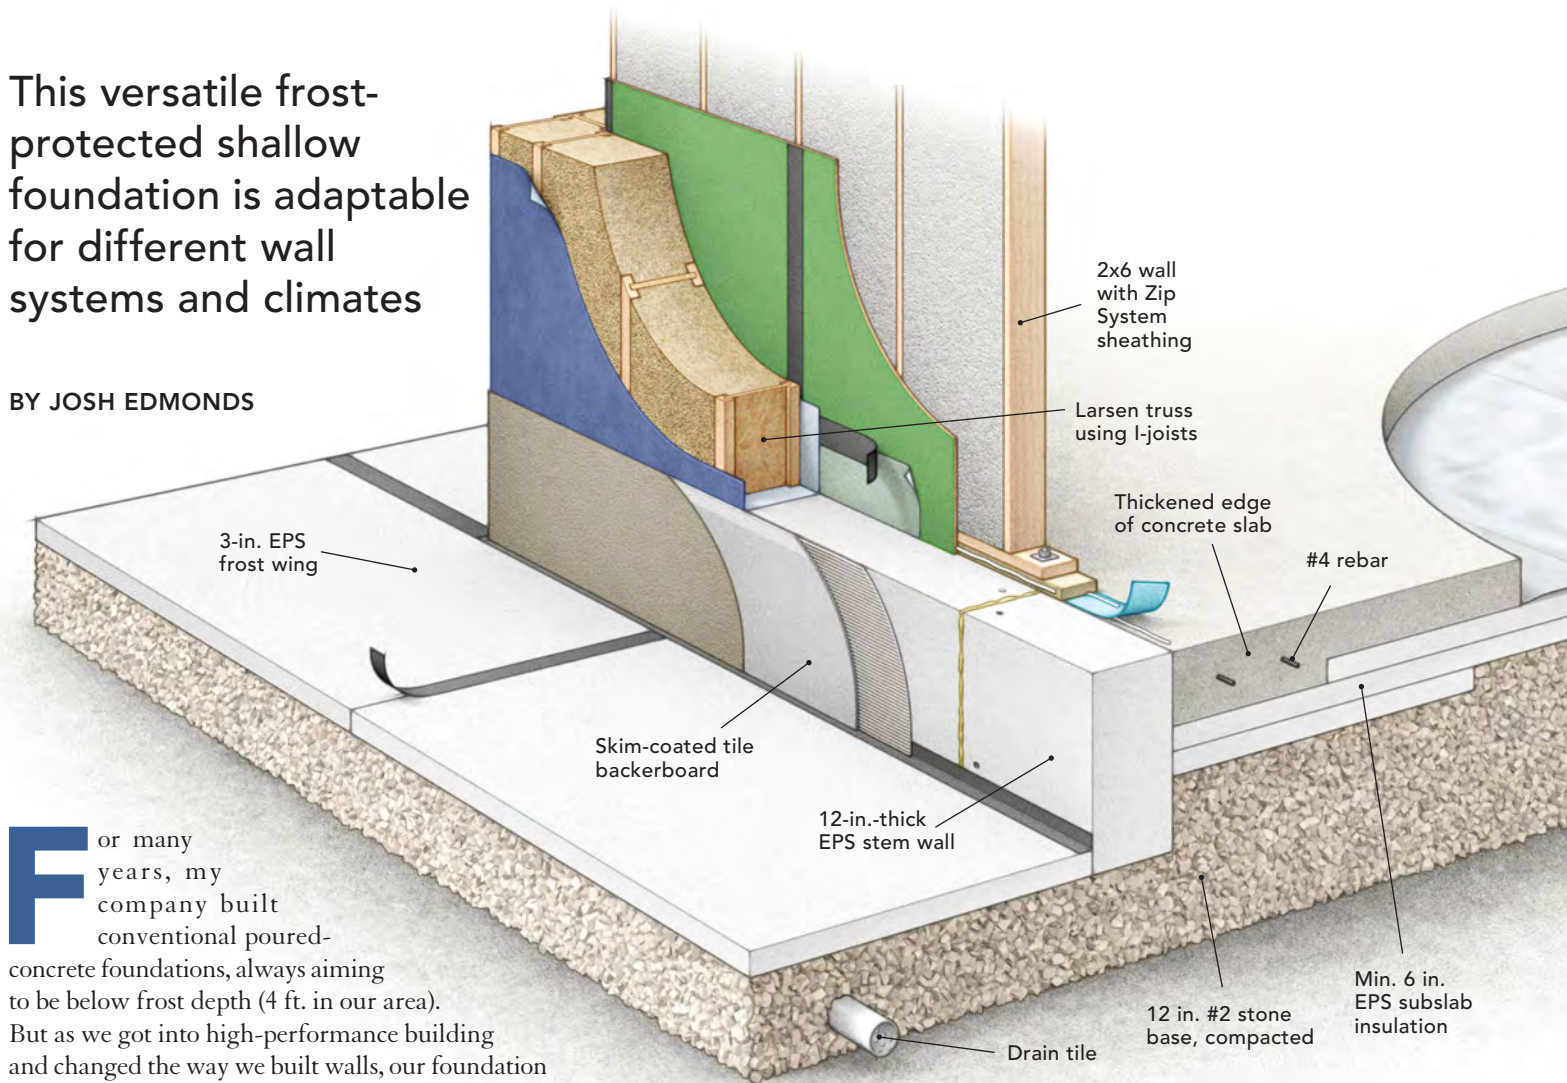 This versatile frost-
protected shallow
foundation is adaptable
for different wall
systems and climates
BY JOSH EDMONDS
2x6 wall
with Zip
System
sheathing
Larsen truss
using I-joists
Thickened edge
of concrete slab
#4 rebar
3-in. EPS
frost wing
Skim-coated tile
backerboard
12-in.-thick
EPS stem wall
Min. 6 in.
EPS subslab
insulation
12 in. #2 stone
base, compacted
Drain tile
For many
years, my
company built
conventional poured-
concrete foundations, always aiming
to be below frost depth (4 ft. in our area).
But as we got into high-performance building
and changed the way we built walls, our foundation